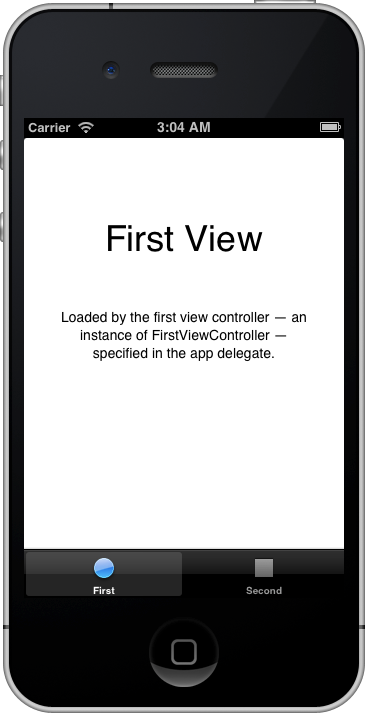 Carrier 3:04 AM
First View
Loaded by the first view controller — an
instance of FirstViewController —
specified in the app delegate.
First Second